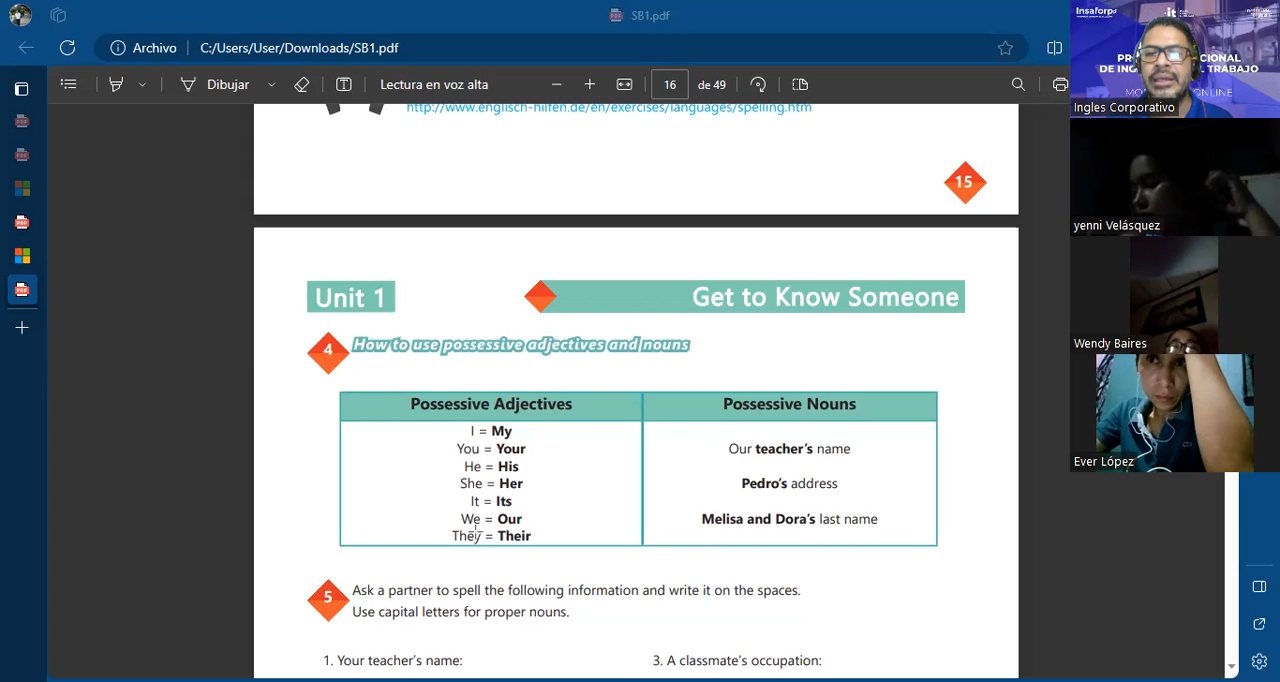 SB1.pdf
Archivo
C:/Users/User/Downloads/SB1.pdf
Dibujar
Lectura en voz alta
16
de 49
http://www.englisch-hilfen.de/en/exercises/languages/spelling.htm
15
Unit 1
Get to Know Someone
4
How to use possessive adjectives and nouns
Possessive Adjectives
I = My
You = Your
He = His
She = Her
It = Its
We = Our
They = Their
Possessive Nouns
Our teacher's name
Pedro's address
Melisa and Dora's last name
5
Ask a partner to spell the following information and write it on the spaces.
Use capital letters for proper nouns.
1. Your teacher's name:
3. A classmate's occupation:
Insaforp
.it
CIONAL
DE ING
TRABAJO
ONLINE
Ingles Corporativo
yenni Velásquez
Wendy Baires
Ever López